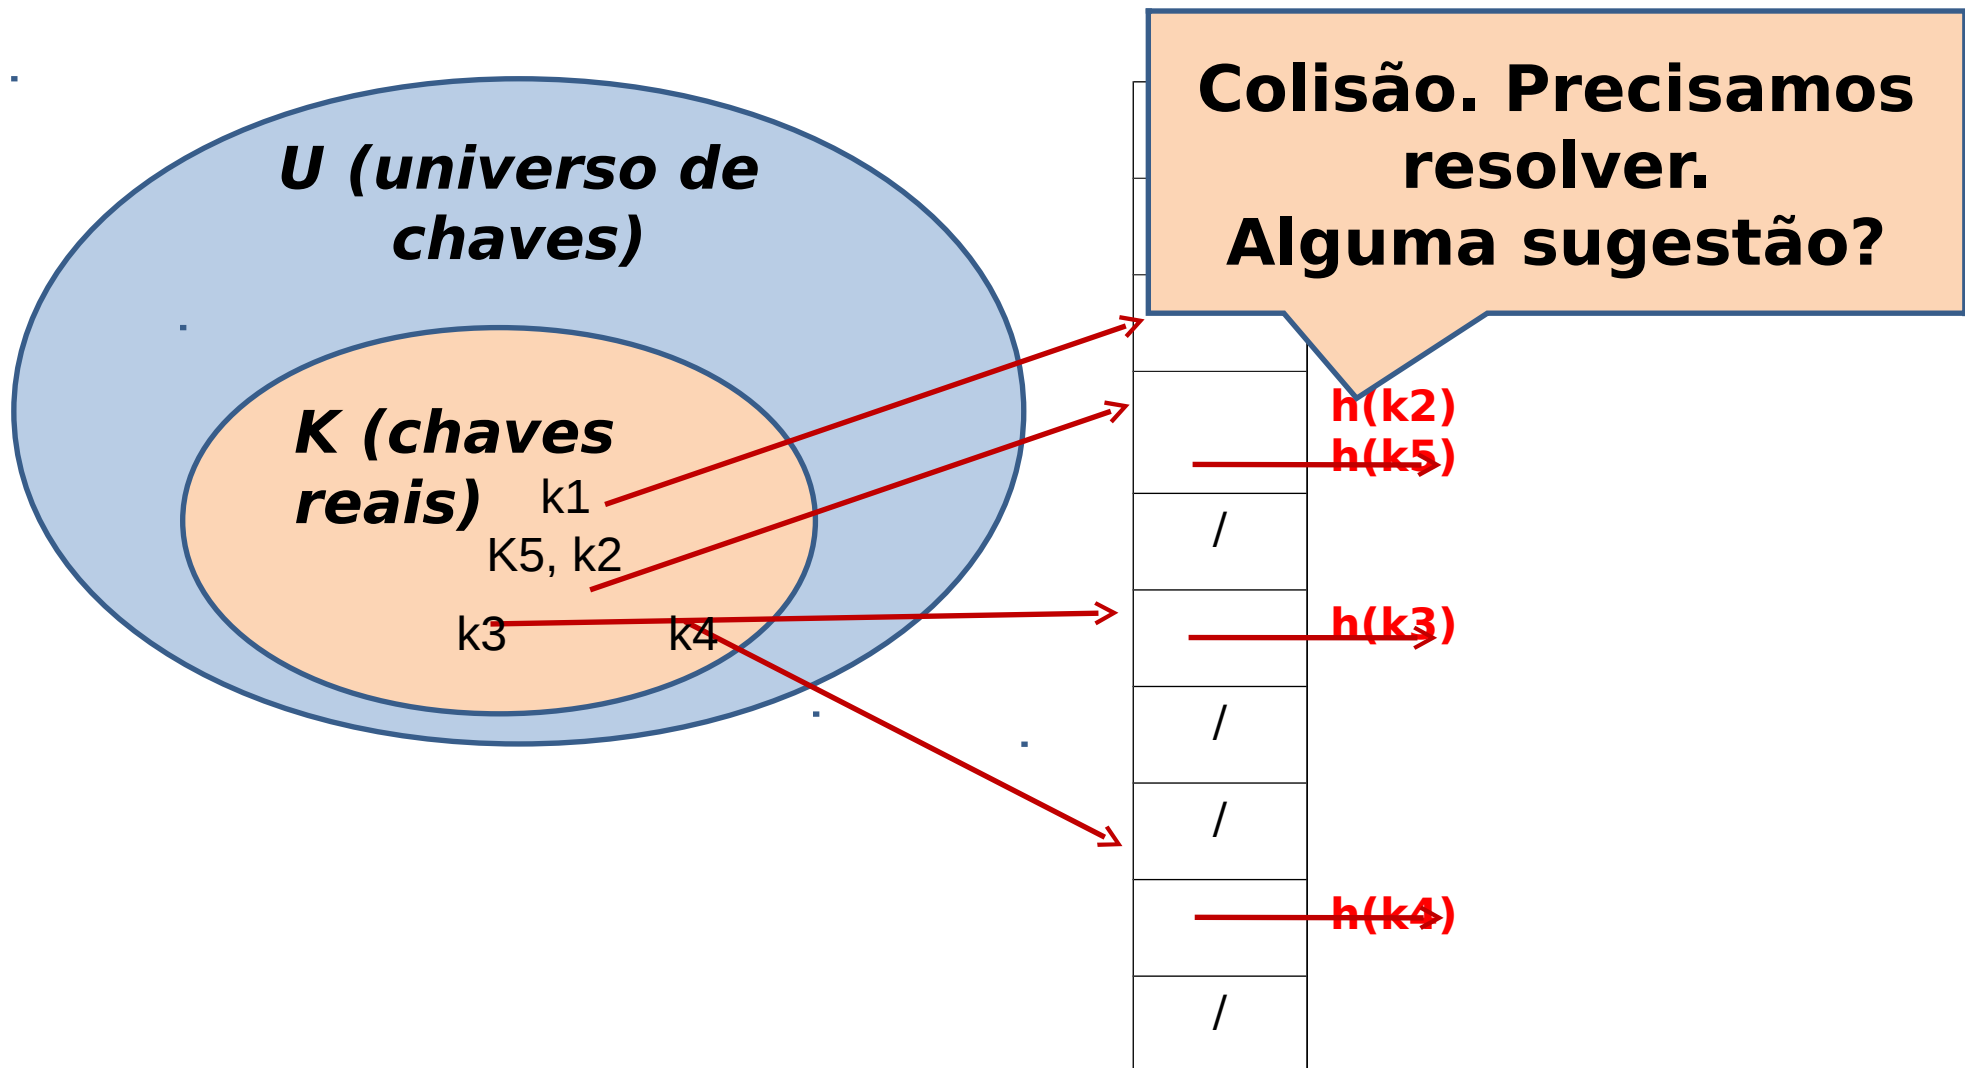 Colisão. Precisamos
resolver.
Alguma sugestão?
U (universo de
chaves)
K (chaves
reais)
k1
K5, k2
k3
k4
h(k2)
h(k5)
/
h(k3)
/
/
h(k4)
/